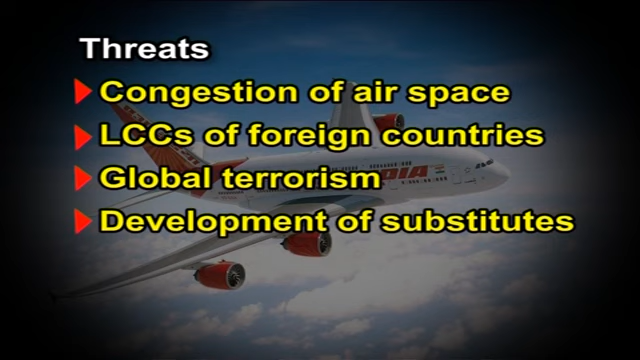 Threats
Congestion of air space
LCCs of foreign countries
Global terrorism
Development of substitutes